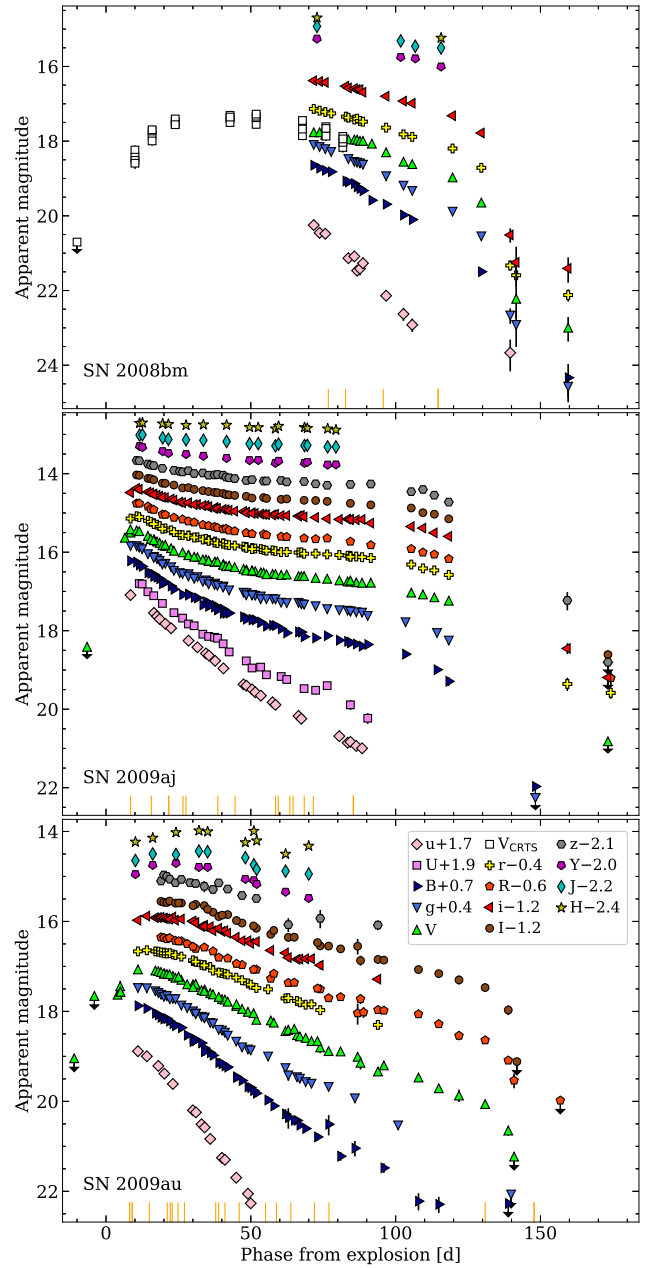 16
18
20
22
24
Apparent magnitude
SN 2008bm
14
16
18
20
22
Apparent magnitude
SN 2009aj
14
16
18
20
22
Apparent magnitude
u+1.7
U+1.9
B+0.7
g+0.4
V
V_CRTS
r−0.4
R−0.6
i−1.2
I−1.2
z−2.1
Y−2.0
J−2.2
H−2.4
SN 2009au
0 50 100 150
Phase from explosion [d]